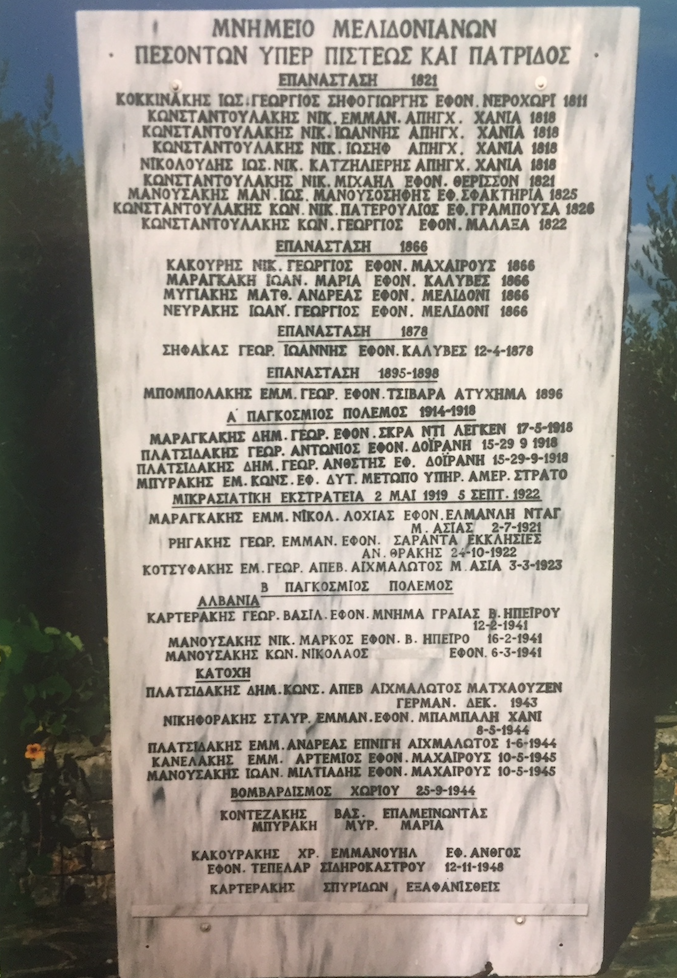 ΜΝΗΜΕΙΟ ΜΕΛΙΔΟΝΙΑΝΩΝ
ΠΕΣΟΝΤΩΝ ΥΠΕΡ ΠΙΣΤΕΩΣ ΚΑΙ ΠΑΤΡΙΔΟΣ
ΕΠΑΝΑΣΤΑΣΗ 1821
ΚΟΚΚΙΝΑΚΗΣ ΙΩΣ. ΓΕΩΡΓΙΟΣ ΣΗΦΟΓΙΩΡΓΗΣ ΕΦΟΝ. ΝΕΡΟΧΩΡΙ 1811
ΚΩΝΣΤΑΝΤΟΥΛΑΚΗΣ ΝΙΚ. ΕΜΜΑΝ. ΑΠΗΓΧ. ΧΑΝΙΑ 1818
ΚΩΝΣΤΑΝΤΟΥΛΑΚΗΣ ΝΙΚ. ΙΩΑΝΝΗΣ ΑΠΗΓΧ. ΧΑΝΙΑ 1818
ΚΩΝΣΤΑΝΤΟΥΛΑΚΗΣ ΝΙΚ. ΙΩΣΗΦ ΑΠΗΓΧ. ΧΑΝΙΑ 1818
ΝΙΚΟΛΟΥΔΗΣ ΙΩΣ. ΝΙΚ. ΚΑΤΖΗΛΙΕΡΗΣ ΑΠΗΓΧ. ΧΑΝΙΑ 1818
ΚΩΝΣΤΑΝΤΟΥΛΑΚΗΣ ΝΙΚ. ΜΙΧΑΗΛ ΕΦΟΝ. ΘΕΡΙΣΣΟΝ 1821
ΜΑΝΟΥΣΑΚΗΣ ΜΑΝ. ΙΩΣ. ΜΑΝΟΥΣΟΣΗΦΗΣ ΕΦ. ΣΦΑΚΤΗΡΙΑ 1825
ΚΩΝΣΤΑΝΤΟΥΛΑΚΗΣ ΚΩΝ. ΝΙΚ. ΠΑΤΕΡΟΥΛΙΟΣ ΕΦ. ΓΡΑΜΠΟΥΣΑ 1826
ΚΩΝΣΤΑΝΤΟΥΛΑΚΗΣ ΚΩΝ. ΓΕΩΡΓΙΟΣ ΕΦΟΝ. ΜΑΛΑΞΑ 1822
ΕΠΑΝΑΣΤΑΣΗ 1866
ΚΑΚΟΥΡΗΣ ΝΙΚ. ΓΕΩΡΓΙΟΣ ΕΦΟΝ. ΜΑΧΑΙΡΟΥΣ 1866
ΜΑΡΑΓΚΑΚΗ ΙΩΑΝ. ΜΑΡΙΑ ΕΦΟΝ. ΚΑΛΥΒΕΣ 1866
ΜΥΓΙΑΚΗΣ ΜΑΤΘ. ΑΝΔΡΕΑΣ ΕΦΟΝ. ΜΕΛΙΔΟΝΙ 1866
ΝΕΥΡΑΚΗΣ ΙΩΑΝ. ΓΕΩΡΓΙΟΣ ΕΦΟΝ. ΜΕΛΙΔΟΝΙ 1866
ΕΠΑΝΑΣΤΑΣΗ 1878
ΣΗΦΑΚΑΣ ΓΕΩΡ. ΙΩΑΝΝΗΣ ΕΦΟΝ. ΚΑΛΥΒΕΣ 12-4-1878
ΕΠΑΝΑΣΤΑΣΗ 1895-1898
ΜΠΟΜΠΟΛΑΚΗΣ ΕΜΜ. ΓΕΩΡ. ΕΦΟΝ. ΤΣΙΒΑΡΑ ΑΤΥΧΗΜΑ 1896
Α΄ ΠΑΓΚΟΣΜΙΟΣ ΠΟΛΕΜΟΣ 1914-1918
ΜΑΡΑΓΚΑΚΗΣ ΔΗΜ. ΓΕΩΡ. ΕΦΟΝ. ΣΚΡΑ ΝΤΙ ΛΕΓΚΕΝ 17-5-1918
ΠΛΑΤΣΙΔΑΚΗΣ ΓΕΩΡ. ΑΝΤΩΝΙΟΣ ΕΦΟΝ. ΔΟΪΡΑΝΗ 15-29 9 1918
ΠΛΑΤΣΙΔΑΚΗΣ ΔΗΜ. ΓΕΩΡ. ΑΝΘΣΤΗΣ ΕΦ. ΔΟΪΡΑΝΗ 15-29-9-1918
ΜΠΥΡΑΚΗΣ ΕΜ. ΚΩΝΣ. ΕΦ. ΔΥΤ. ΜΕΤΩΠΟ ΥΠΗΡ. ΑΜΕΡ. ΣΤΡΑΤΟ
ΜΙΚΡΑΣΙΑΤΙΚΗ ΕΚΣΤΡΑΤΕΙΑ 2 ΜΑΙ 1919 5 ΣΕΠΤ. 1922
ΜΑΡΑΓΚΑΚΗΣ ΕΜΜ. ΝΙΚΟΛ. ΛΟΧΙΑΣ ΕΦΟΝ. ΕΛΜΑΝΛΗ ΝΤΑΓ
Μ. ΑΣΙΑΣ 2-7-1921
ΡΗΓΑΚΗΣ ΓΕΩΡ. ΕΜΜΑΝ. ΕΦΟΝ. ΣΑΡΑΝΤΑ ΕΚΚΛΗΣΙΕΣ
ΑΝ. ΘΡΑΚΗΣ 24-10-1922
ΚΟΤΣΥΦΑΚΗΣ ΕΜ. ΓΕΩΡ. ΑΠΕΒ. ΑΙΧΜΑΛΩΤΟΣ Μ. ΑΣΙΑ 3-3-1923
Β ΠΑΓΚΟΣΜΙΟΣ ΠΟΛΕΜΟΣ
ΑΛΒΑΝΙΑ
ΚΑΡΤΕΡΑΚΗΣ ΓΕΩΡ. ΒΑΣΙΛ. ΕΦΟΝ. ΜΝΗΜΑ ΓΡΑΙΑΣ Β. ΗΠΕΙΡΟΥ
12-2-1941
ΜΑΝΟΥΣΑΚΗΣ ΝΙΚ. ΜΑΡΚΟΣ ΕΦΟΝ. Β. ΗΠΕΙΡΟ 16-2-1941
ΜΑΝΟΥΣΑΚΗΣ ΚΩΝ. ΝΙΚΟΛΑΟΣ ΕΦΟΝ. 6-3-1941
ΚΑΤΟΧΗ
ΠΛΑΤΣΙΔΑΚΗΣ ΔΗΜ. ΚΩΝΣ. ΑΠΕΒ ΑΙΧΜΑΛΩΤΟΣ ΜΑΤΧΑΟΥΖΕΝ
ΓΕΡΜΑΝ. ΔΕΚ. 1943
ΝΙΚΗΦΟΡΑΚΗΣ ΣΤΑΥΡ. ΕΜΜΑΝ. ΕΦΟΝ. ΜΠΑΜΠΑΛΗ ΧΑΝΙ
8-5-1944
ΠΛΑΤΣΙΔΑΚΗΣ ΕΜΜ. ΑΝΔΡΕΑΣ ΕΠΝΙΓΗ ΑΙΧΜΑΛΩΤΟΣ 1-6-1944
ΚΑΝΕΛΑΚΗΣ ΕΜΜ. ΑΡΤΕΜΙΟΣ ΕΦΟΝ. ΜΑΧΑΙΡΟΥΣ 10-5-1945
ΜΑΝΟΥΣΑΚΗΣ ΙΩΑΝ. ΜΙΛΤΙΑΔΗΣ ΕΦΟΝ. ΜΑΧΑΙΡΟΥΣ 10-5-1945
ΒΟΜΒΑΡΔΙΣΜΟΣ ΧΩΡΙΟΥ 25-9-1944
ΚΟΝΤΕΖΑΚΗΣ ΒΑΣ. ΕΠΑΜΕΙΝΩΝΤΑΣ
ΜΠΥΡΑΚΗ ΜΥΡ. ΜΑΡΙΑ
ΚΑΚΟΥΡΑΚΗΣ ΧΡ. ΕΜΜΑΝΟΥΗΛ ΕΦ. ΑΝΘΓΟΣ
ΕΦΟΝ. ΤΕΠΕΛΑΡ ΣΙΔΗΡΟΚΑΣΤΡΟΥ 12-11-1948
ΚΑΡΤΕΡΑΚΗΣ ΣΠΥΡΙΔΩΝ ΕΞΑΦΑΝΙΣΘΕΙΣ